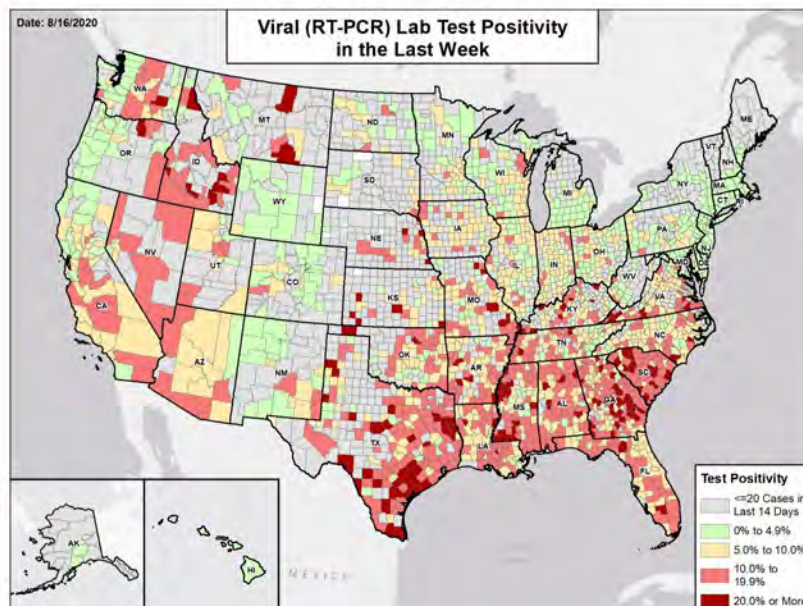 Date: 8/16/2020
Viral (RT-PCR) Lab Test Positivity
in the Last Week
WA
MT
ND
MN
ME
OR
ID
SD
WI
VT
NH
NY
MA
CT
RI
WY
MI
NE
IA
PA
NJ
NV
UT
CO
IL
IN
OH
MD
DE
WV
VA
CA
KS
MO
KY
AZ
NM
OK
AR
TN
NC
SC
TX
LA
MS
AL
GA
FL
AK
HI
MEXICO
Test Positivity
<=20 Cases in
Last 14 Days
0% to 4.9%
5.0% to 10.0%
10.0% to
19.9%
20.0% or More